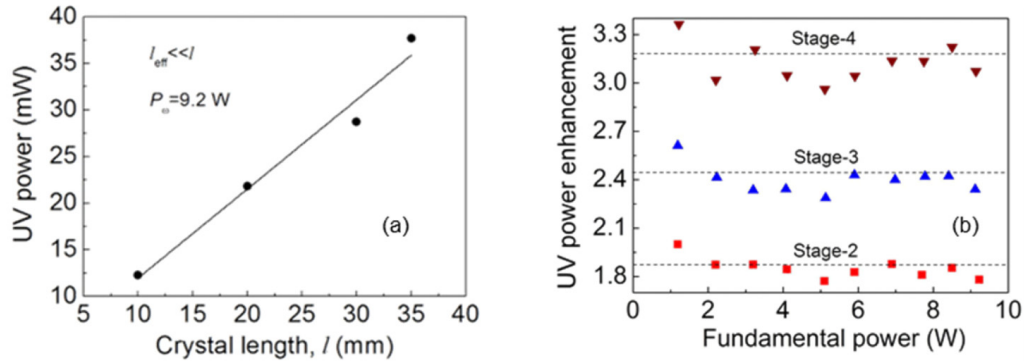 40
35
30
25
20
15
10
5 10 15 20 25 30 35 40
UV power (mW)
Crystal length, l (mm)
l_eff<<l
P_ω=9.2 W
(a)
3.3
3.0
2.7
2.4
2.1
1.8
0 2 4 6 8 10
UV power enhancement
Fundamental power (W)
Stage-4
Stage-3
Stage-2
(b)